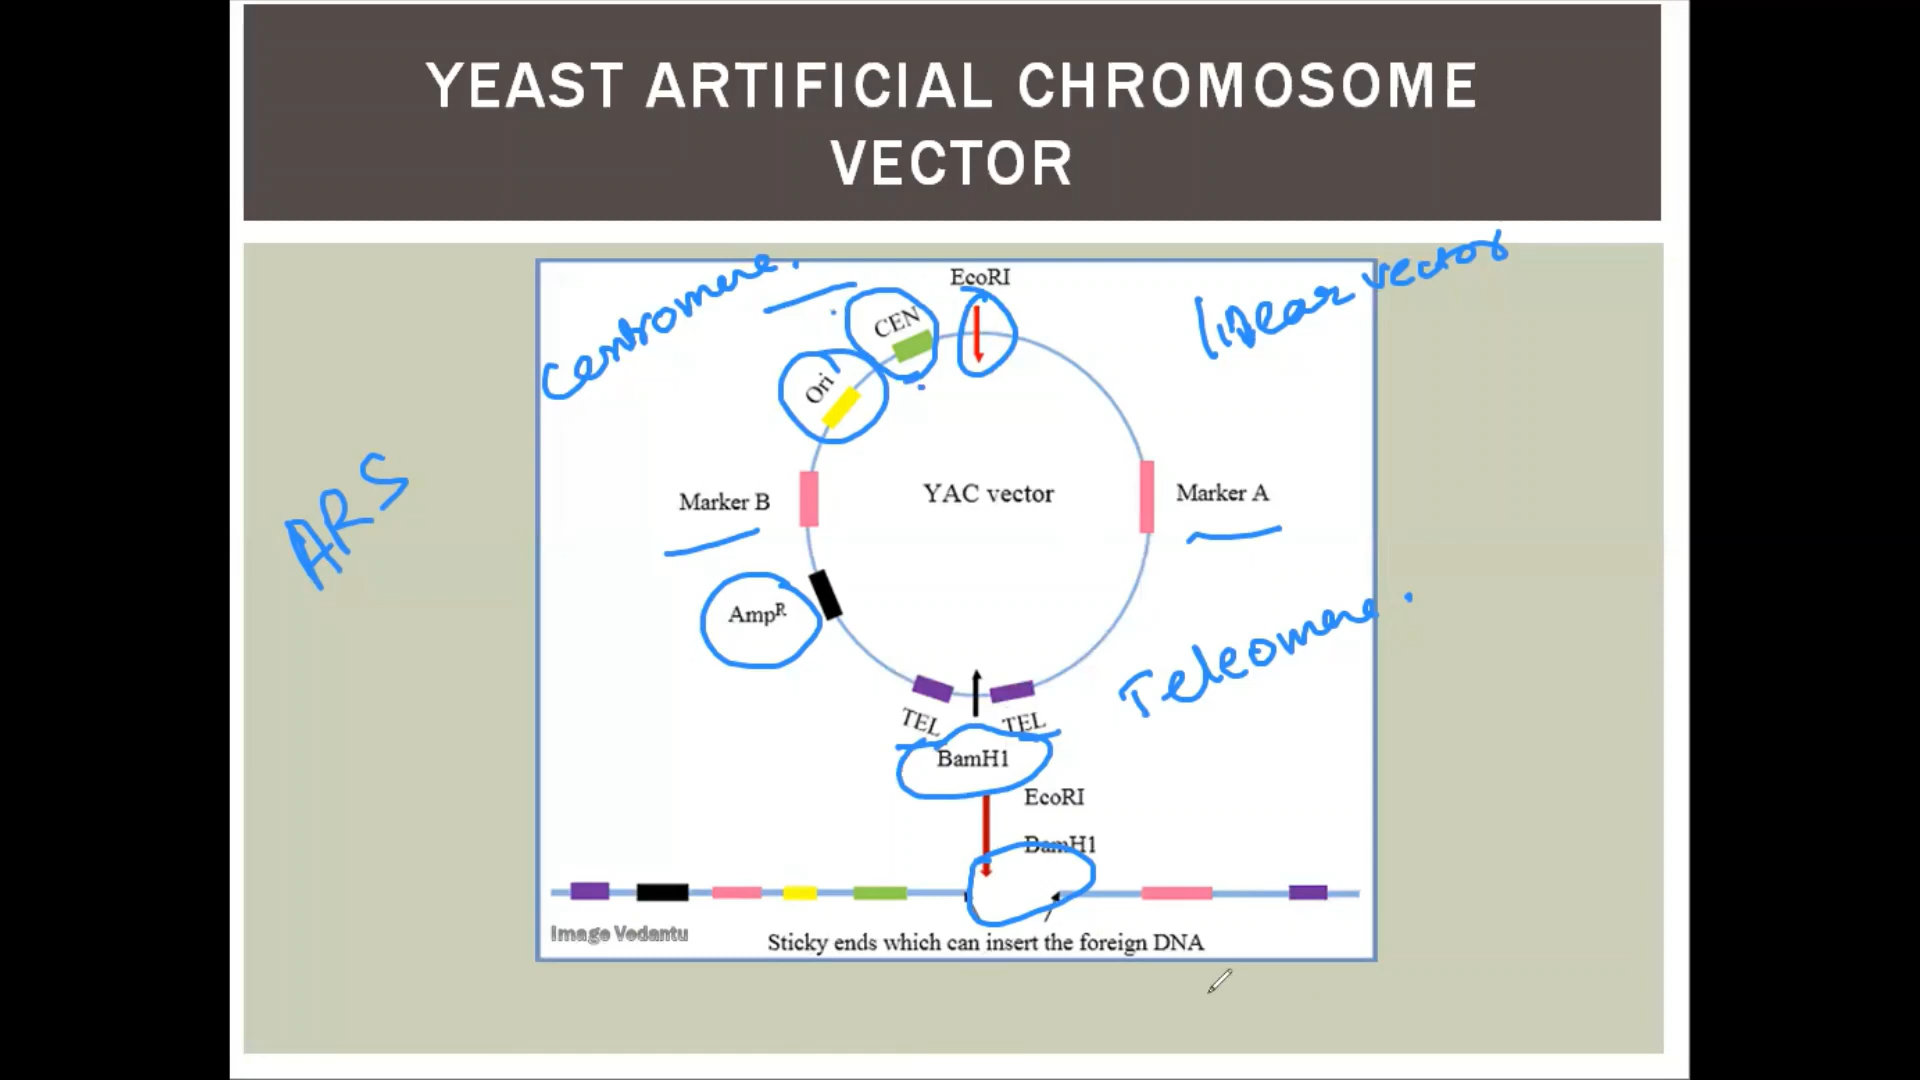 YEAST ARTIFICIAL CHROMOSOME
VECTOR
Centromere.
EcoRI
linear vector
CEN
Ori
ARS
Marker B
YAC vector
Marker A
Amp^R
Teleomere.
TEL
TEL
BamH1
EcoRI
BamH1
Image Vedantu
Sticky ends which can insert the foreign DNA